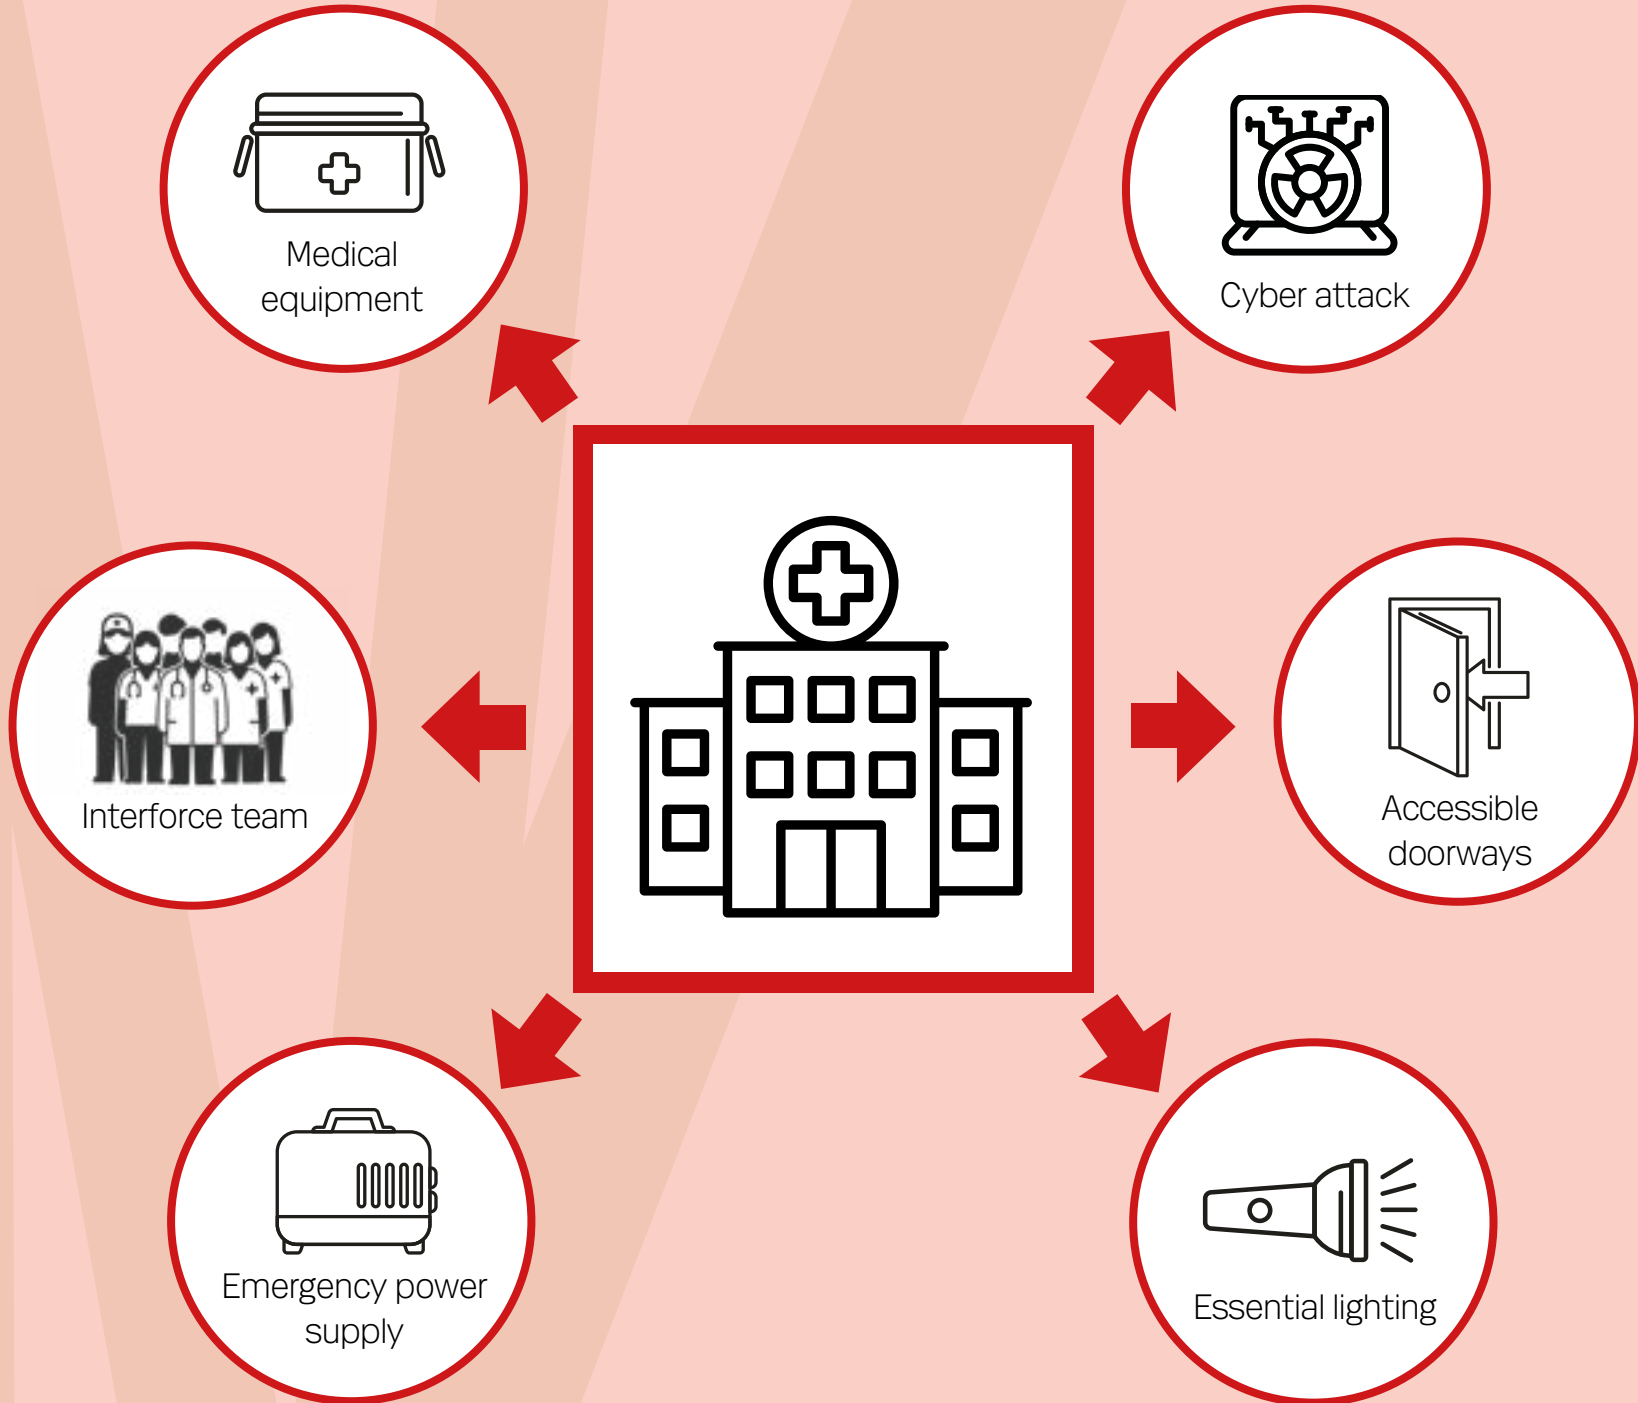 Medical
equipment
Cyber attack
Interforce team
Accessible
doorways
Emergency power
supply
Essential lighting